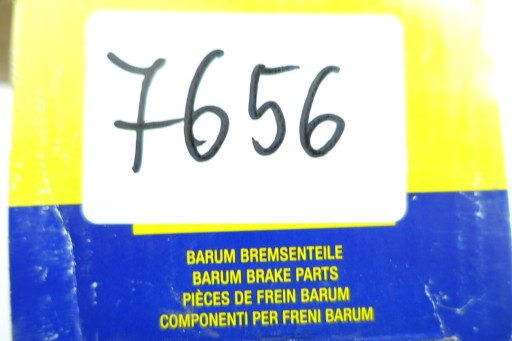 7656
BARUM BREMSENTEILE
BARUM BRAKE PARTS
PIÈCES DE FREIN BARUM
COMPONENTI PER FRENI BARUM